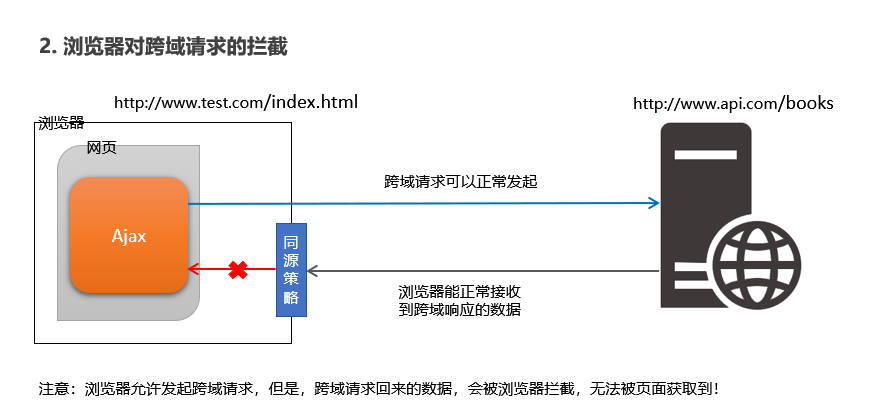 2. 浏览器对跨域请求的拦截
http://www.test.com/index.html
http://www.api.com/books
浏览器
网页
跨域请求可以正常发起
Ajax
同源策略
浏览器能正常接收
到跨域响应的数据
注意：浏览器允许发起跨域请求，但是，跨域请求回来的数据，会被浏览器拦截，无法被页面获取到！